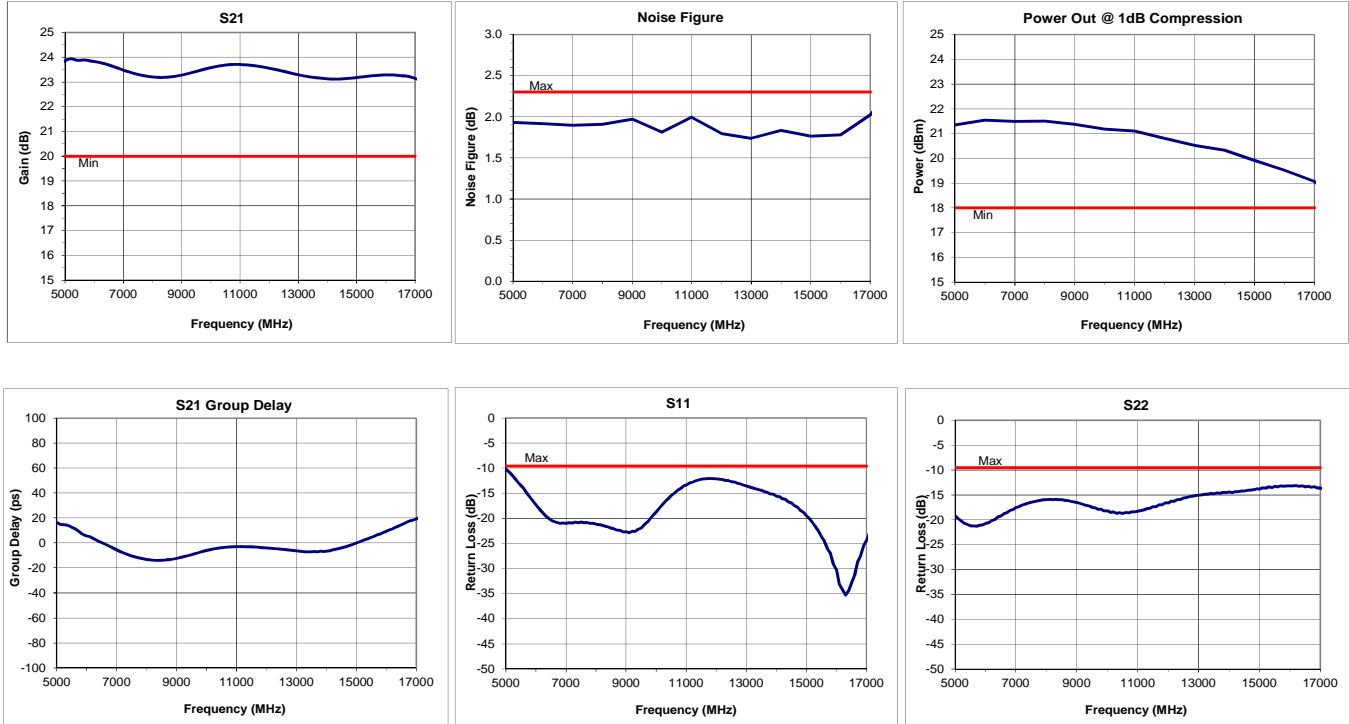 S21
25
24
23
22
21
20
19
18
17
16
15
Gain (dB)
Min
5000 7000 9000 11000 13000 15000 17000
Frequency (MHz)
Noise Figure
3.0
2.5
2.0
1.5
1.0
0.5
0.0
Noise Figure (dB)
Max
5000 7000 9000 11000 13000 15000 17000
Frequency (MHz)
Power Out @ 1dB Compression
25
24
23
22
21
20
19
18
17
16
15
Power (dBm)
Min
5000 7000 9000 11000 13000 15000 17000
Frequency (MHz)
S21 Group Delay
100
80
60
40
20
0
-20
-40
-60
-80
-100
Group Delay (ps)
5000 7000 9000 11000 13000 15000 17000
Frequency (MHz)
S11
0
-5
-10
-15
-20
-25
-30
-35
-40
-45
-50
Return Loss (dB)
Max
5000 7000 9000 11000 13000 15000 17000
Frequency (MHz)
S22
0
-5
-10
-15
-20
-25
-30
-35
-40
-45
-50
Return Loss (dB)
Max
5000 7000 9000 11000 13000 15000 17000
Frequency (MHz)